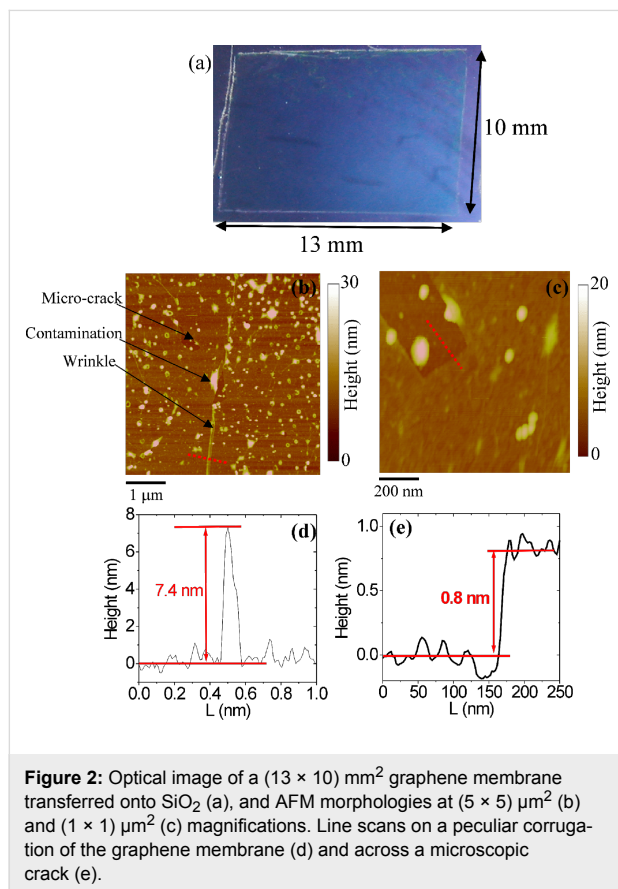 (a)
10 mm
13 mm
Micro-crack
Contamination
Wrinkle
(b)
30
Height (nm)
0
1 μm
(c)
20
Height (nm)
0
200 nm
(d)
8
7
6
4
2
0
Height (nm)
7.4 nm
0.0 0.2 0.4 0.6 0.8 1.0
L (nm)
(e)
1.0
0.5
0.0
Height (nm)
0.8 nm
0 50 100 150 200 250
L (nm)
Figure 2: Optical image of a (13 × 10) mm² graphene membrane
transferred onto SiO₂ (a), and AFM morphologies at (5 × 5) μm² (b)
and (1 × 1) μm² (c) magnifications. Line scans on a peculiar corruga-
tion of the graphene membrane (d) and across a microscopic
crack (e).